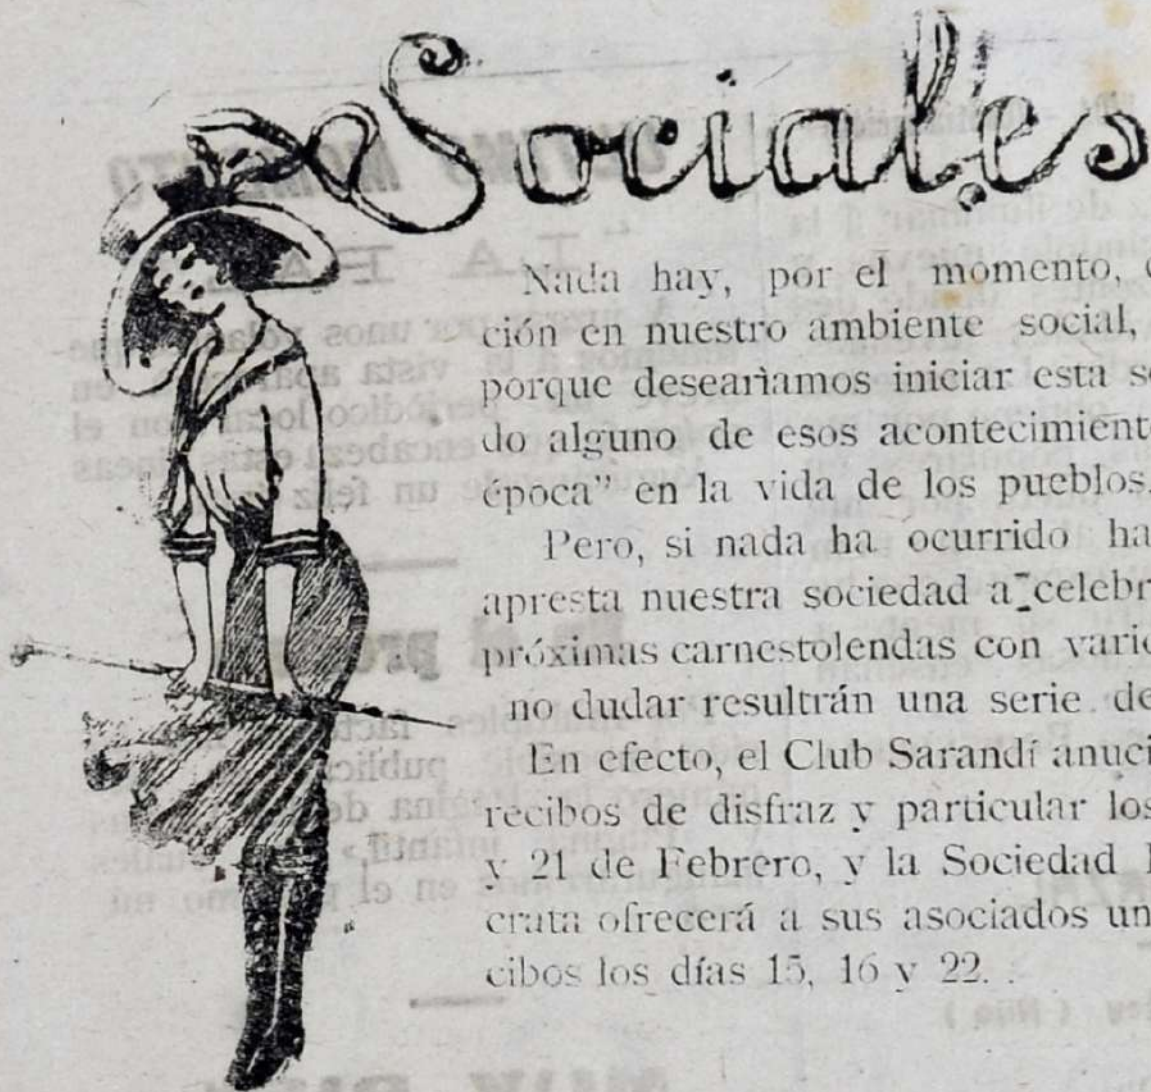 Sociales
Nada hay, por el momento,
ción en nuestro ambiente social,
porque deseariamos iniciar esta
do alguno de esos acontecimient
época” en la vida de los pueblos.
Pero, si nada ha ocurrido ha
apresta nuestra sociedad a celebr
próximas carnestolendas con vari
no dudar resultrán una serie de
En efecto, el Club Sarandí anuci
recibos de disfraz y particular los
y 21 de Febrero, y la Sociedad
crata ofrecerá a sus asociados un
cibos los días 15, 16 y 22.